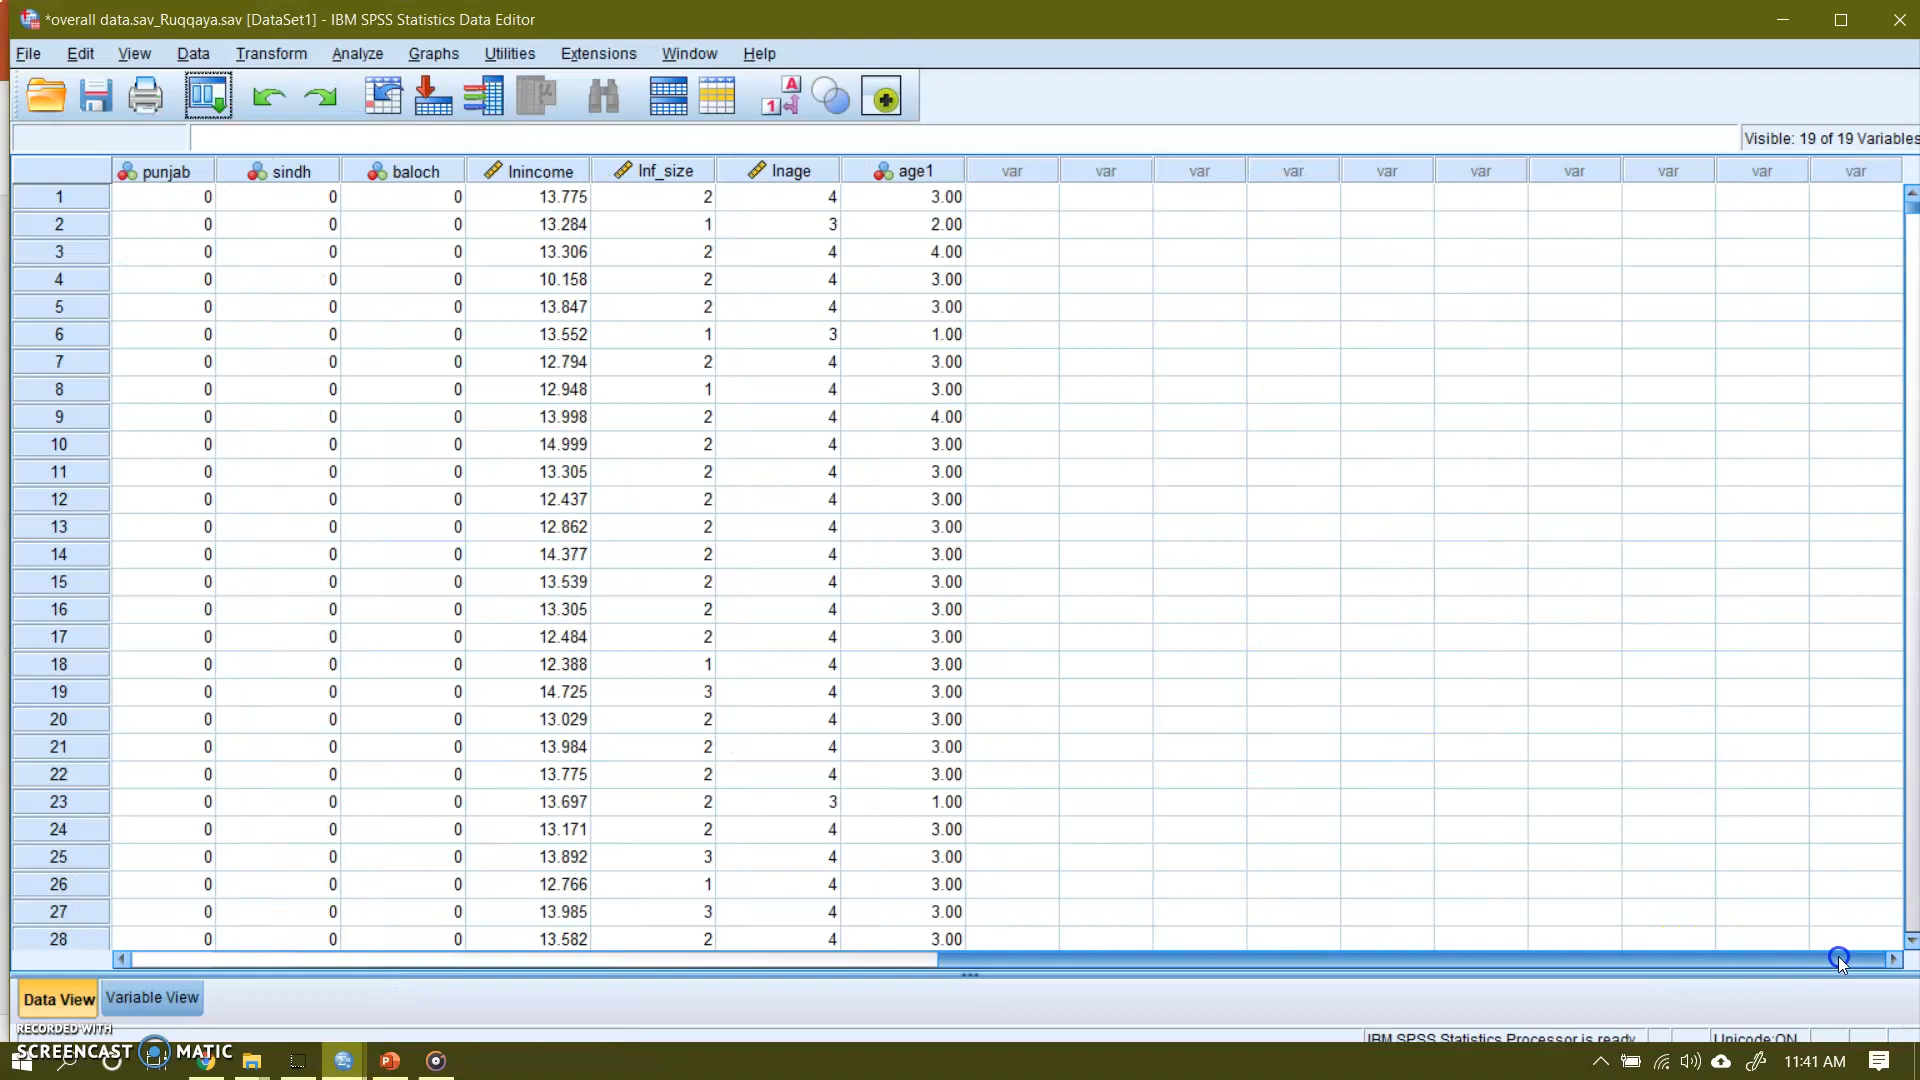 *overall data.sav_Ruqqaya.sav [DataSet1] - IBM SPSS Statistics Data Editor
File Edit View Data Transform Analyze Graphs Utilities Extensions Window Help
Visible: 19 of 19 Variables
punjab sindh baloch lnincome lnf_size lnage age1 var var var var var var var var var var
1 0 0 0 13.775 2 4 3.00
2 0 0 0 13.284 1 3 2.00
3 0 0 0 13.306 2 4 4.00
4 0 0 0 10.158 2 4 3.00
5 0 0 0 13.847 2 4 3.00
6 0 0 0 13.552 1 3 1.00
7 0 0 0 12.794 2 4 3.00
8 0 0 0 12.948 1 4 3.00
9 0 0 0 13.998 2 4 4.00
10 0 0 0 14.999 2 4 3.00
11 0 0 0 13.305 2 4 3.00
12 0 0 0 12.437 2 4 3.00
13 0 0 0 12.862 2 4 3.00
14 0 0 0 14.377 2 4 3.00
15 0 0 0 13.539 2 4 3.00
16 0 0 0 13.305 2 4 3.00
17 0 0 0 12.484 2 4 3.00
18 0 0 0 12.388 1 4 3.00
19 0 0 0 14.725 3 4 3.00
20 0 0 0 13.029 2 4 3.00
21 0 0 0 13.984 2 4 3.00
22 0 0 0 13.775 2 4 3.00
23 0 0 0 13.697 2 3 1.00
24 0 0 0 13.171 2 4 3.00
25 0 0 0 13.892 3 4 3.00
26 0 0 0 12.766 1 4 3.00
27 0 0 0 13.985 3 4 3.00
28 0 0 0 13.582 2 4 3.00
Data View Variable View
IBM SPSS Statistics Processor is ready Unicode:ON
RECORDED WITH
SCREENCAST MATIC
11:41 AM